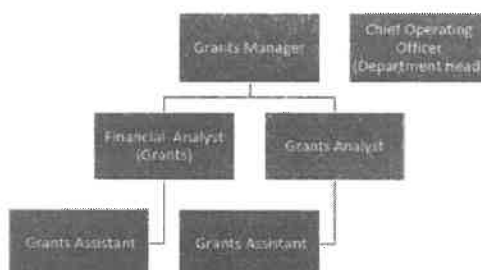 Grants Manager
Chief Operating
Officer
(Department Head)
Financial Analyst
(Grants)
Grants Analyst
Grants Assistant
Grants Assistant